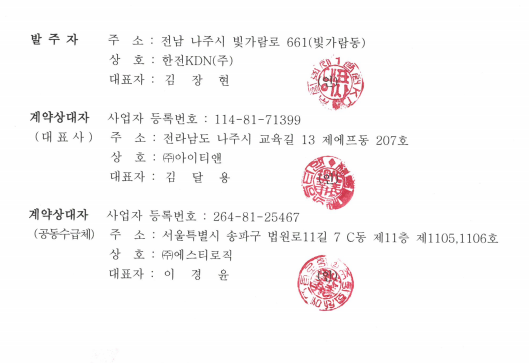 발 주 자 주 소 : 전남 나주시 빛가람로 661(빛가람동)
상 호 : 한전KDN(주)
대표자 : 김 장 현
계약상대자 사업자 등록번호 : 114-81-71399
(대 표 사) 주 소 : 전라남도 나주시 교육길 13 제에프동 207호
상 호 : ㈜아이티앤
대표자 : 김 달 용
계약상대자 사업자 등록번호 : 264-81-25467
(공동수급체) 주 소 : 서울특별시 송파구 법원로11길 7 C동 제11층 제1105,1106호
상 호 : ㈜에스티로직
대표자 : 이 경 윤